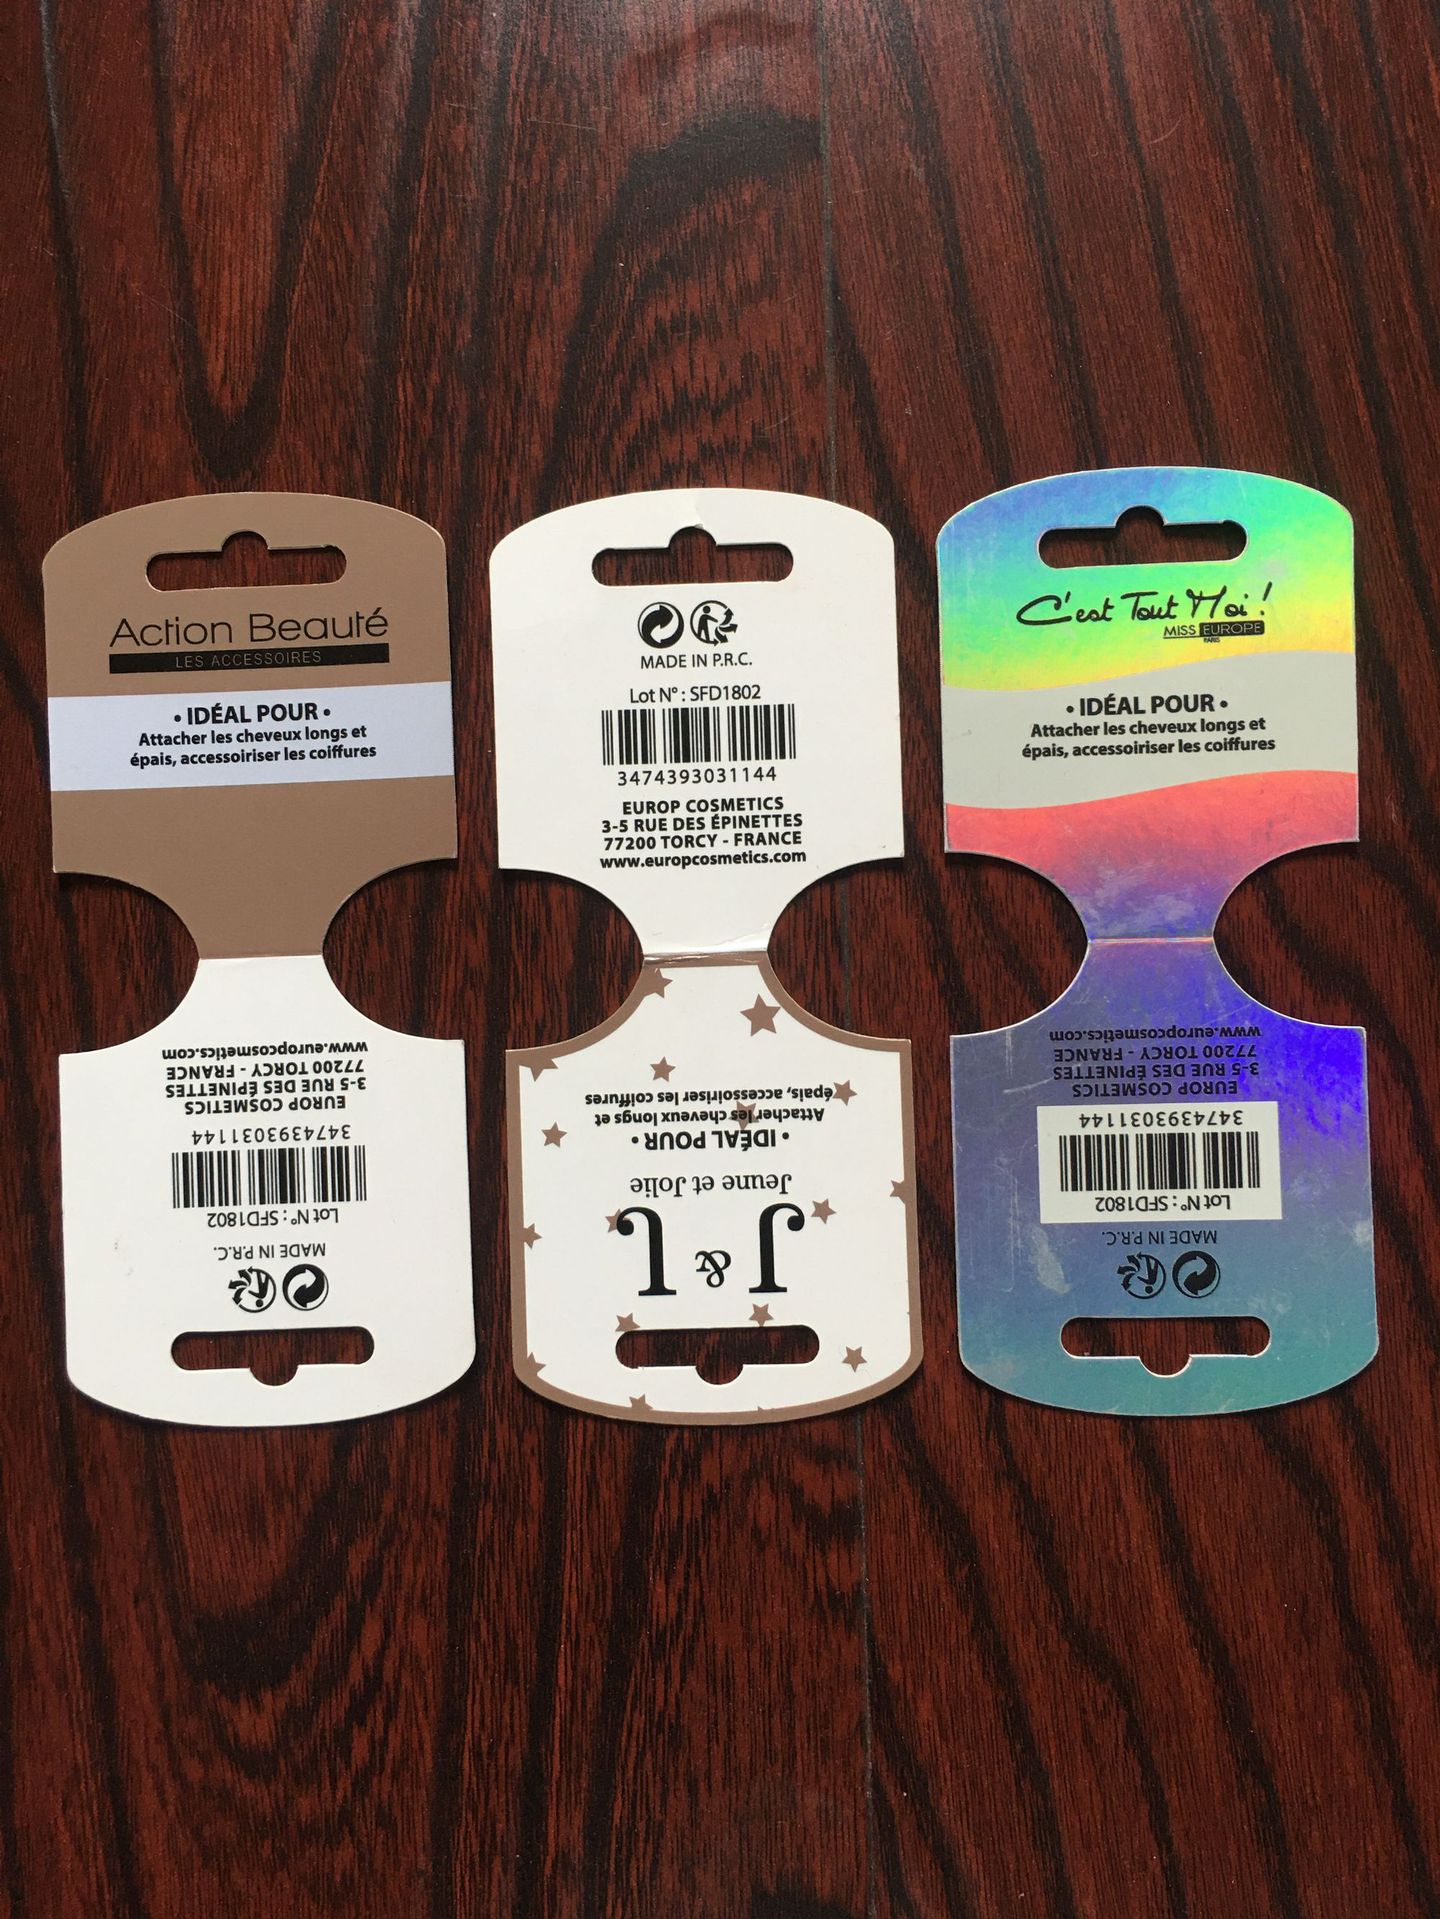 Action Beauté
LES ACCESSOIRES
• IDÉAL POUR •
Attacher les cheveux longs et
épais, accessoiriser les coiffures
MADE IN P.R.C.
Lot N° : SFD1802
3474393031144
EUROP COSMETICS
3-5 RUE DES ÉPINETTES
77200 TORCY - FRANCE
www.europcosmetics.com
MADE IN P.R.C.
Lot N° : SFD1802
3474393031144
EUROP COSMETICS
3-5 RUE DES ÉPINETTES
77200 TORCY - FRANCE
www.europcosmetics.com
J & J
Jeune et Jolie
• IDÉAL POUR •
Attacher les cheveux longs et
épais, accessoiriser les coiffures
C'est Tout Moi !
MISS EUROPE
PARIS
• IDÉAL POUR •
Attacher les cheveux longs et
épais, accessoiriser les coiffures
MADE IN P.R.C.
Lot N° : SFD1802
3474393031144
EUROP COSMETICS
3-5 RUE DES ÉPINETTES
77200 TORCY - FRANCE
www.europcosmetics.com